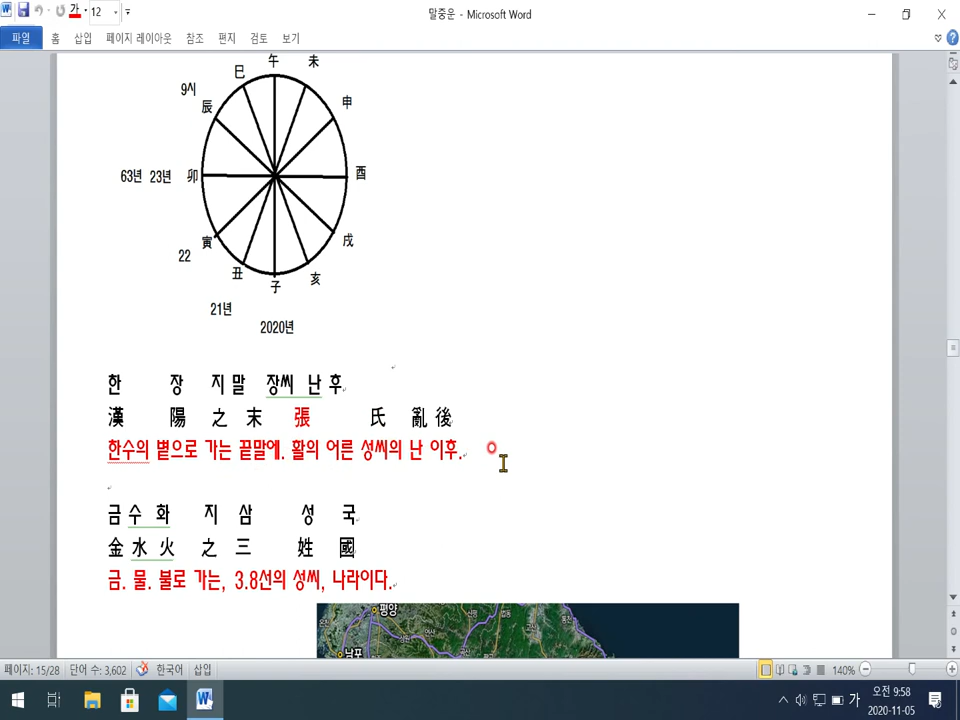 말중운 - Microsoft Word
가 12
파일 홈 삽입 페이지 레이아웃 참조 편지 검토 보기
午
巳 未
9시
辰 申
63년 23년 卯 酉
寅 戌
22
丑 亥
子
21년
2020년
한 장 지 말 장씨 난 후
漢 陽 之 末 張 氏 亂 後
한수의 볕으로 가는 끝말에. 활의 어른 성씨의 난 이후.
금 수 화 지 삼 성 국
金 水 火 之 三 姓 國
금. 물. 불로 가는, 3.8선의 성씨, 나라이다.
평양
남포
페이지: 15/28 단어 수: 3,602 한국어 삽입 140%
가 오전 9:58
2020-11-05